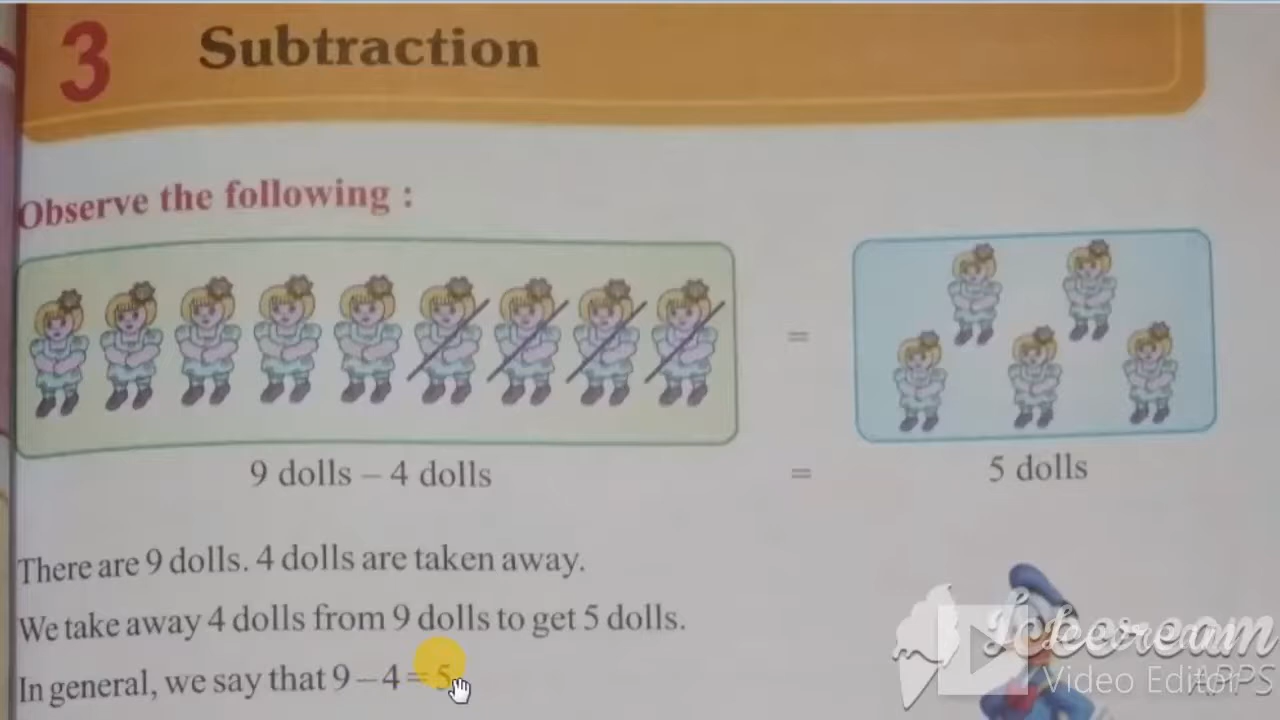 3 Subtraction
Observe the following :
=
9 dolls – 4 dolls = 5 dolls
There are 9 dolls. 4 dolls are taken away.
We take away 4 dolls from 9 dolls to get 5 dolls.
In general, we say that 9 – 4 = 5
Icecream
Video Editor
APPS